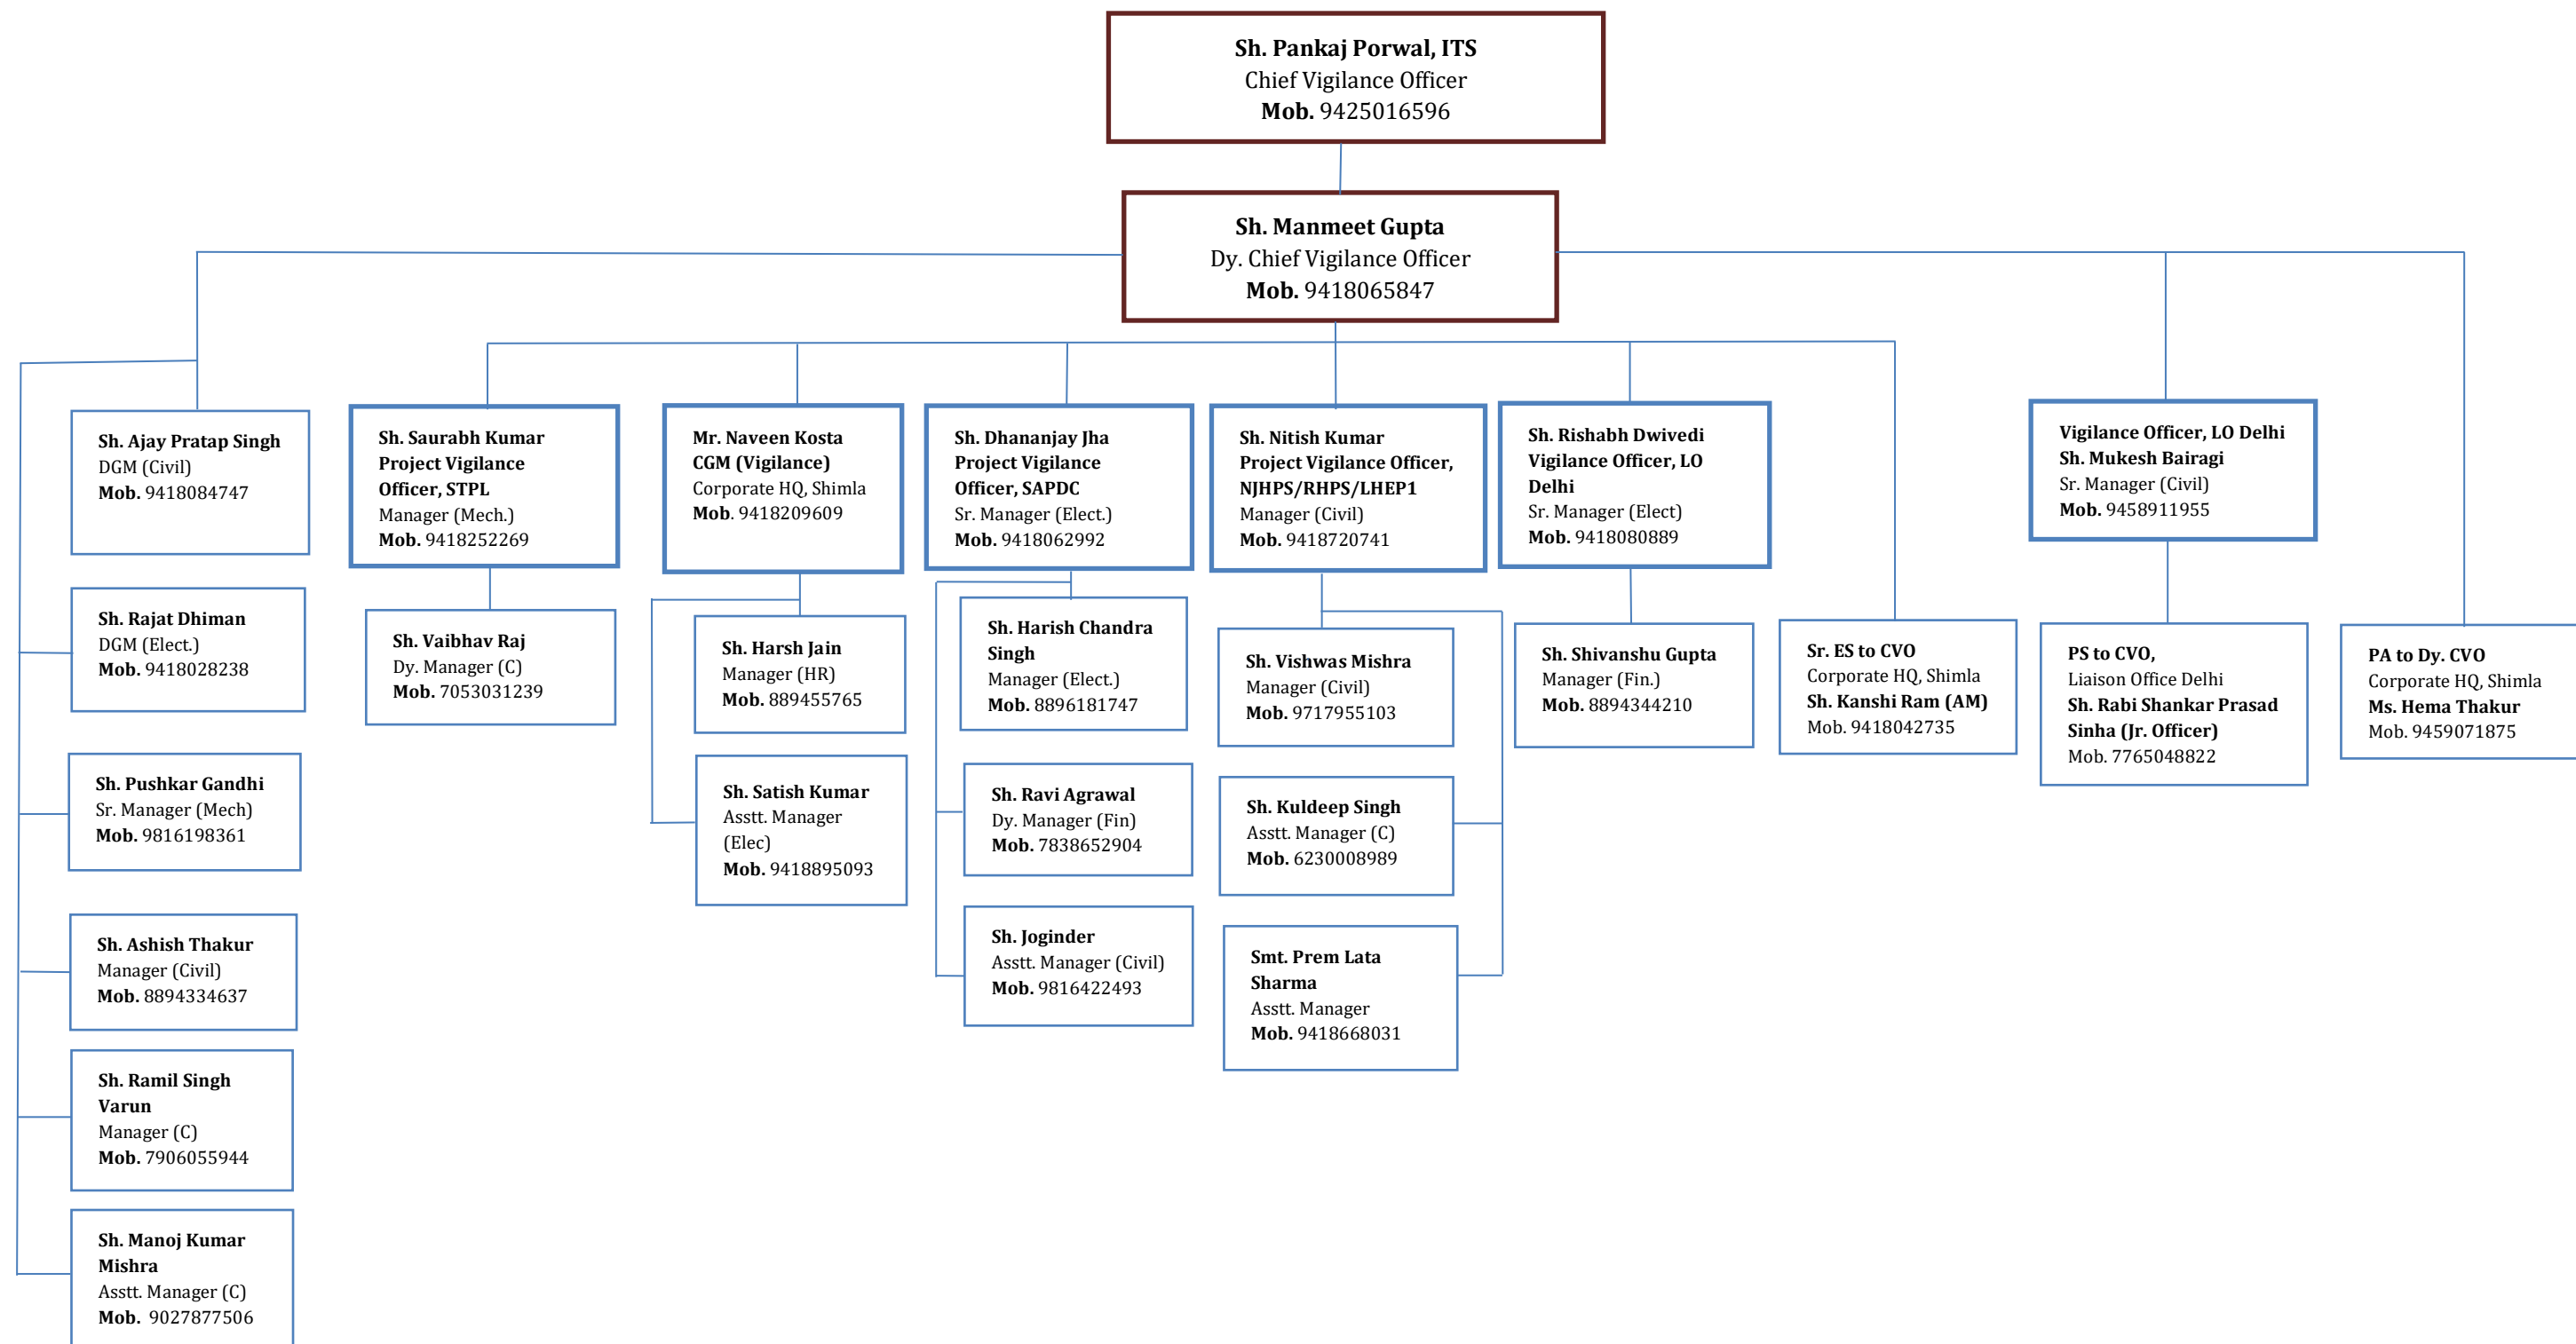 Sh. Pankaj Porwal, ITS
Chief Vigilance Officer
Mob. 9425016596
Sh. Manmeet Gupta
Dy. Chief Vigilance Officer
Mob. 9418065847
Sh. Ajay Pratap Singh
DGM (Civil)
Mob. 9418084747
Sh. Rajat Dhiman
DGM (Elect.)
Mob. 9418028238
Sh. Pushkar Gandhi
Sr. Manager (Mech)
Mob. 9816198361
Sh. Ashish Thakur
Manager (Civil)
Mob. 8894334637
Sh. Ramil Singh
Varun
Manager (C)
Mob. 7906055944
Sh. Manoj Kumar
Mishra
Asstt. Manager (C)
Mob. 9027877506
Sh. Saurabh Kumar
Project Vigilance
Officer, STPL
Manager (Mech.)
Mob. 9418252269
Sh. Vaibhav Raj
Dy. Manager (C)
Mob. 7053031239
Mr. Naveen Kosta
CGM (Vigilance)
Corporate HQ, Shimla
Mob. 9418209609
Sh. Harsh Jain
Manager (HR)
Mob. 889455765
Sh. Satish Kumar
Asstt. Manager
(Elec)
Mob. 9418895093
Sh. Dhananjay Jha
Project Vigilance
Officer, SAPDC
Sr. Manager (Elect.)
Mob. 9418062992
Sh. Harish Chandra
Singh
Manager (Elect.)
Mob. 8896181747
Sh. Ravi Agrawal
Dy. Manager (Fin)
Mob. 7838652904
Sh. Joginder
Asstt. Manager (Civil)
Mob. 9816422493
Sh. Nitish Kumar
Project Vigilance Officer,
NJHPS/RHPS/LHEP1
Manager (Civil)
Mob. 9418720741
Sh. Vishwas Mishra
Manager (Civil)
Mob. 9717955103
Sh. Kuldeep Singh
Asstt. Manager (C)
Mob. 6230008989
Smt. Prem Lata
Sharma
Asstt. Manager
Mob. 9418668031
Sh. Rishabh Dwivedi
Vigilance Officer, LO
Delhi
Sr. Manager (Elect)
Mob. 9418080889
Sh. Shivanshu Gupta
Manager (Fin.)
Mob. 8894344210
Sr. ES to CVO
Corporate HQ, Shimla
Sh. Kanshi Ram (AM)
Mob. 9418042735
Vigilance Officer, LO Delhi
Sh. Mukesh Bairagi
Sr. Manager (Civil)
Mob. 9458911955
PS to CVO,
Liaison Office Delhi
Sh. Rabi Shankar Prasad
Sinha (Jr. Officer)
Mob. 7765048822
PA to Dy. CVO
Corporate HQ, Shimla
Ms. Hema Thakur
Mob. 9459071875